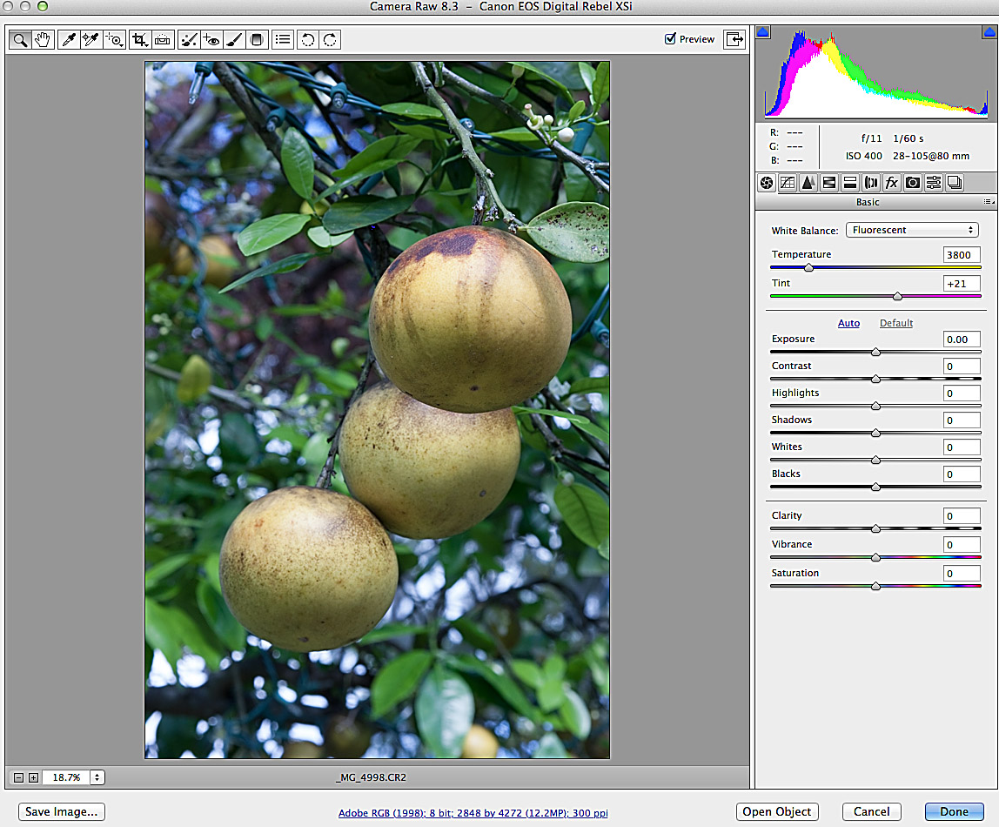 Camera Raw 8.3 – Canon EOS Digital Rebel XSi
Preview
R: ---
G: ---
B: ---
f/11 1/60 s
ISO 400 28-105@80 mm
fx
Basic
White Balance: Fluorescent
Temperature 3800
Tint +21
Auto Default
Exposure 0.00
Contrast 0
Highlights 0
Shadows 0
Whites 0
Blacks 0
Clarity 0
Vibrance 0
Saturation 0
18.7% _MG_4998.CR2
Save Image... Adobe RGB (1998); 8 bit; 2848 by 4272 (12.2MP); 300 ppi Open Object Cancel Done